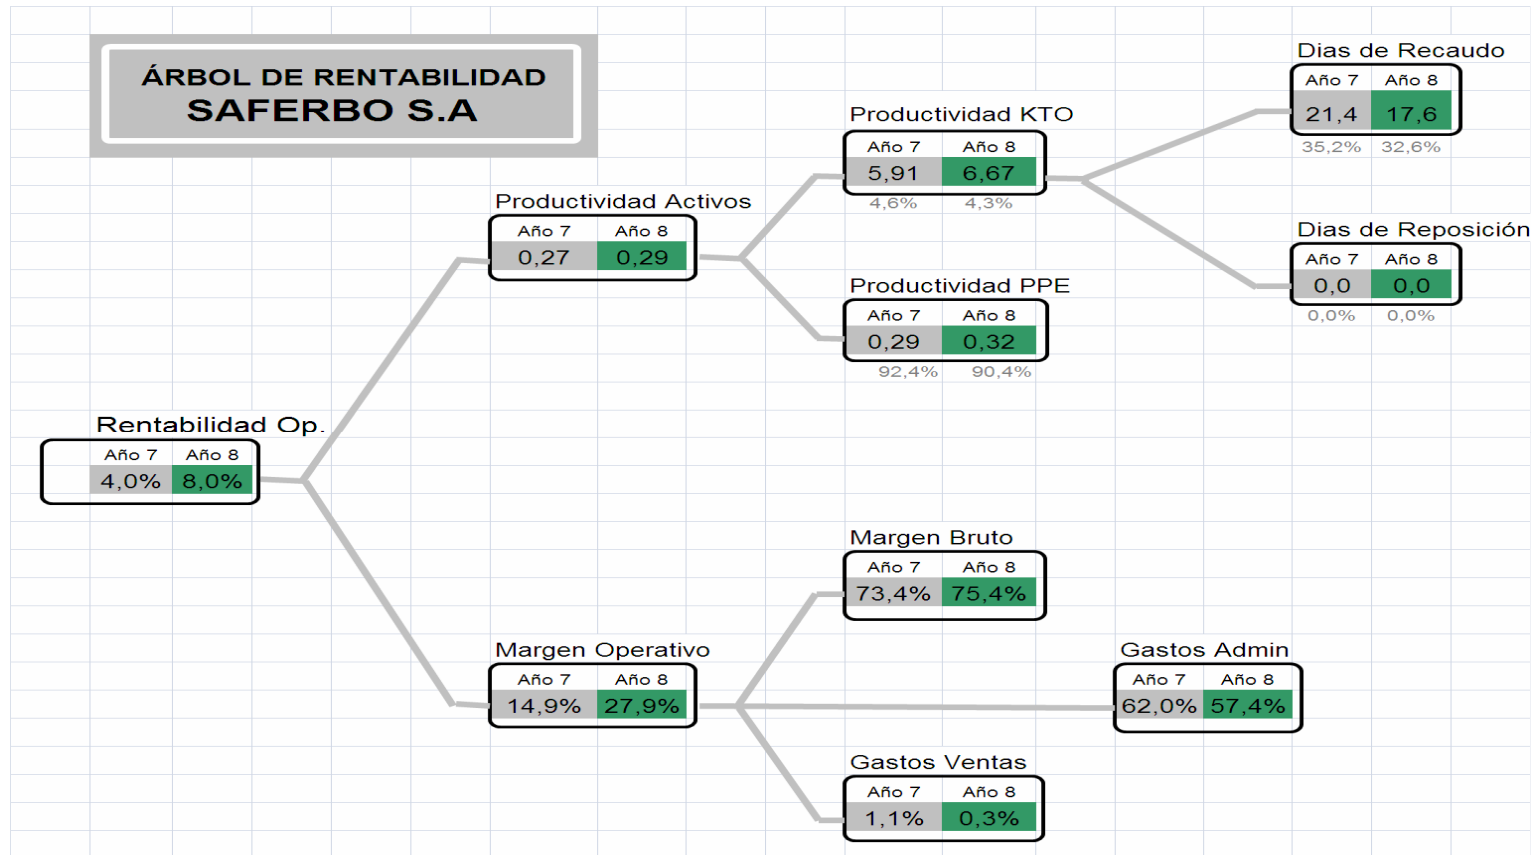 ÁRBOL DE RENTABILIDAD
SAFERBO S.A
Dias de Recaudo
Año 7 Año 8
21,4 17,6
35,2% 32,6%
Productividad KTO
Año 7 Año 8
5,91 6,67
4,6% 4,3%
Productividad Activos
Año 7 Año 8
0,27 0,29
Dias de Reposición
Año 7 Año 8
0,0 0,0
0,0% 0,0%
Productividad PPE
Año 7 Año 8
0,29 0,32
92,4% 90,4%
Rentabilidad Op.
Año 7 Año 8
4,0% 8,0%
Margen Bruto
Año 7 Año 8
73,4% 75,4%
Margen Operativo
Año 7 Año 8
14,9% 27,9%
Gastos Admin
Año 7 Año 8
62,0% 57,4%
Gastos Ventas
Año 7 Año 8
1,1% 0,3%